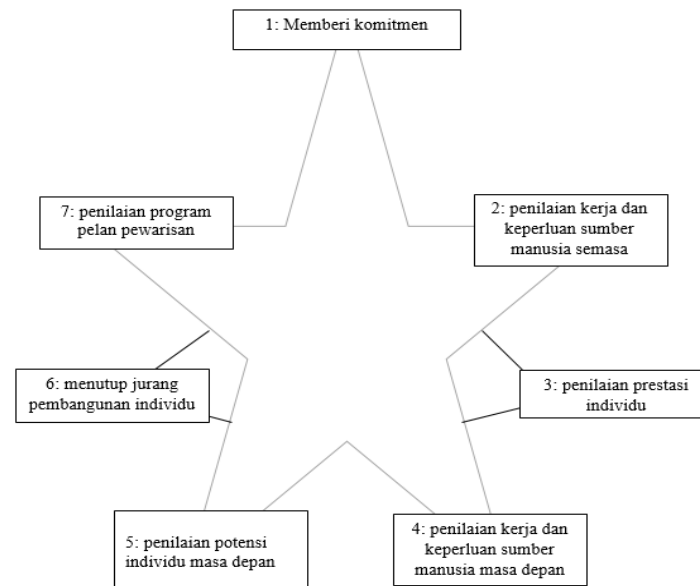 1: Memberi komitmen
7: penilaian program
pelan pewarisan
2: penilaian kerja dan
keperluan sumber
manusia semasa
6: menutup jurang
pembangunan individu
3: penilaian prestasi
individu
5: penilaian potensi
individu masa depan
4: penilaian kerja dan
keperluan sumber
manusia masa depan